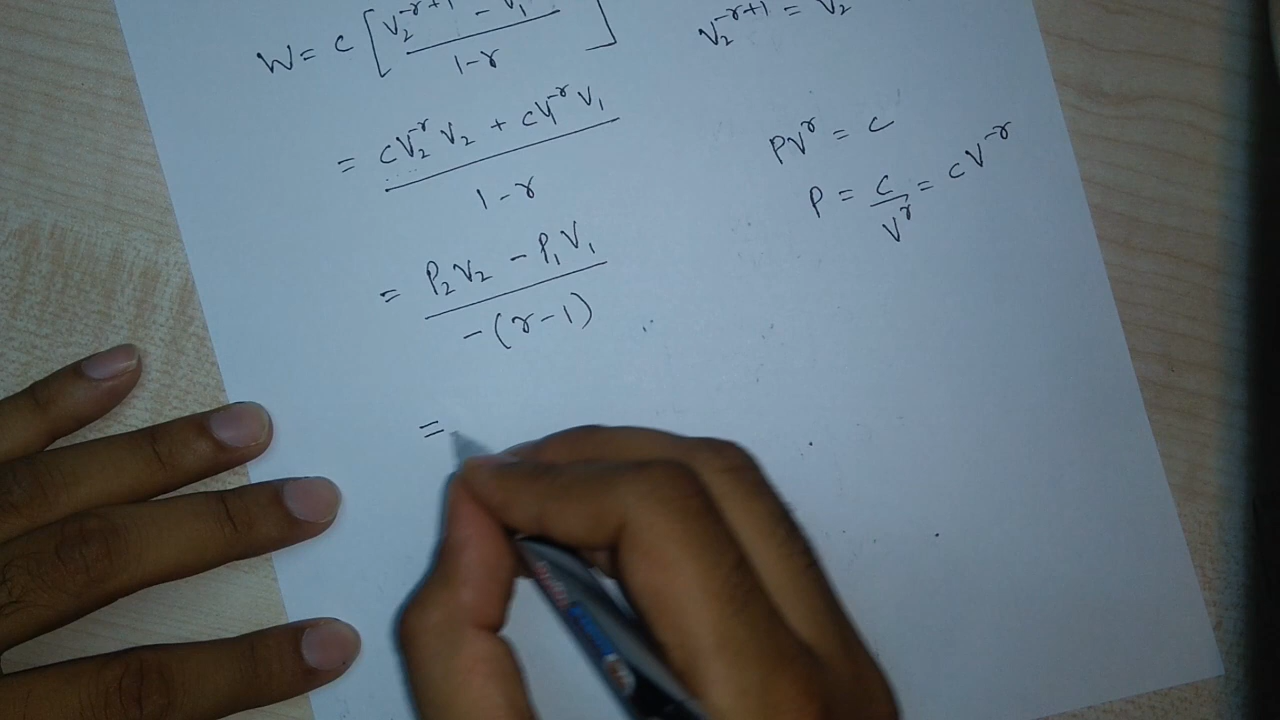 W = c [ V₂^-γ+1 - V₁ / 1-γ ]
V₂^-γ+1 = V₂
= cV₂^-γ V₂ + cV₁^-γ V₁ / 1-γ
PV^γ = c
P = c/V^γ = cV^-γ
= P₂V₂ - P₁V₁ / -(γ-1)
=